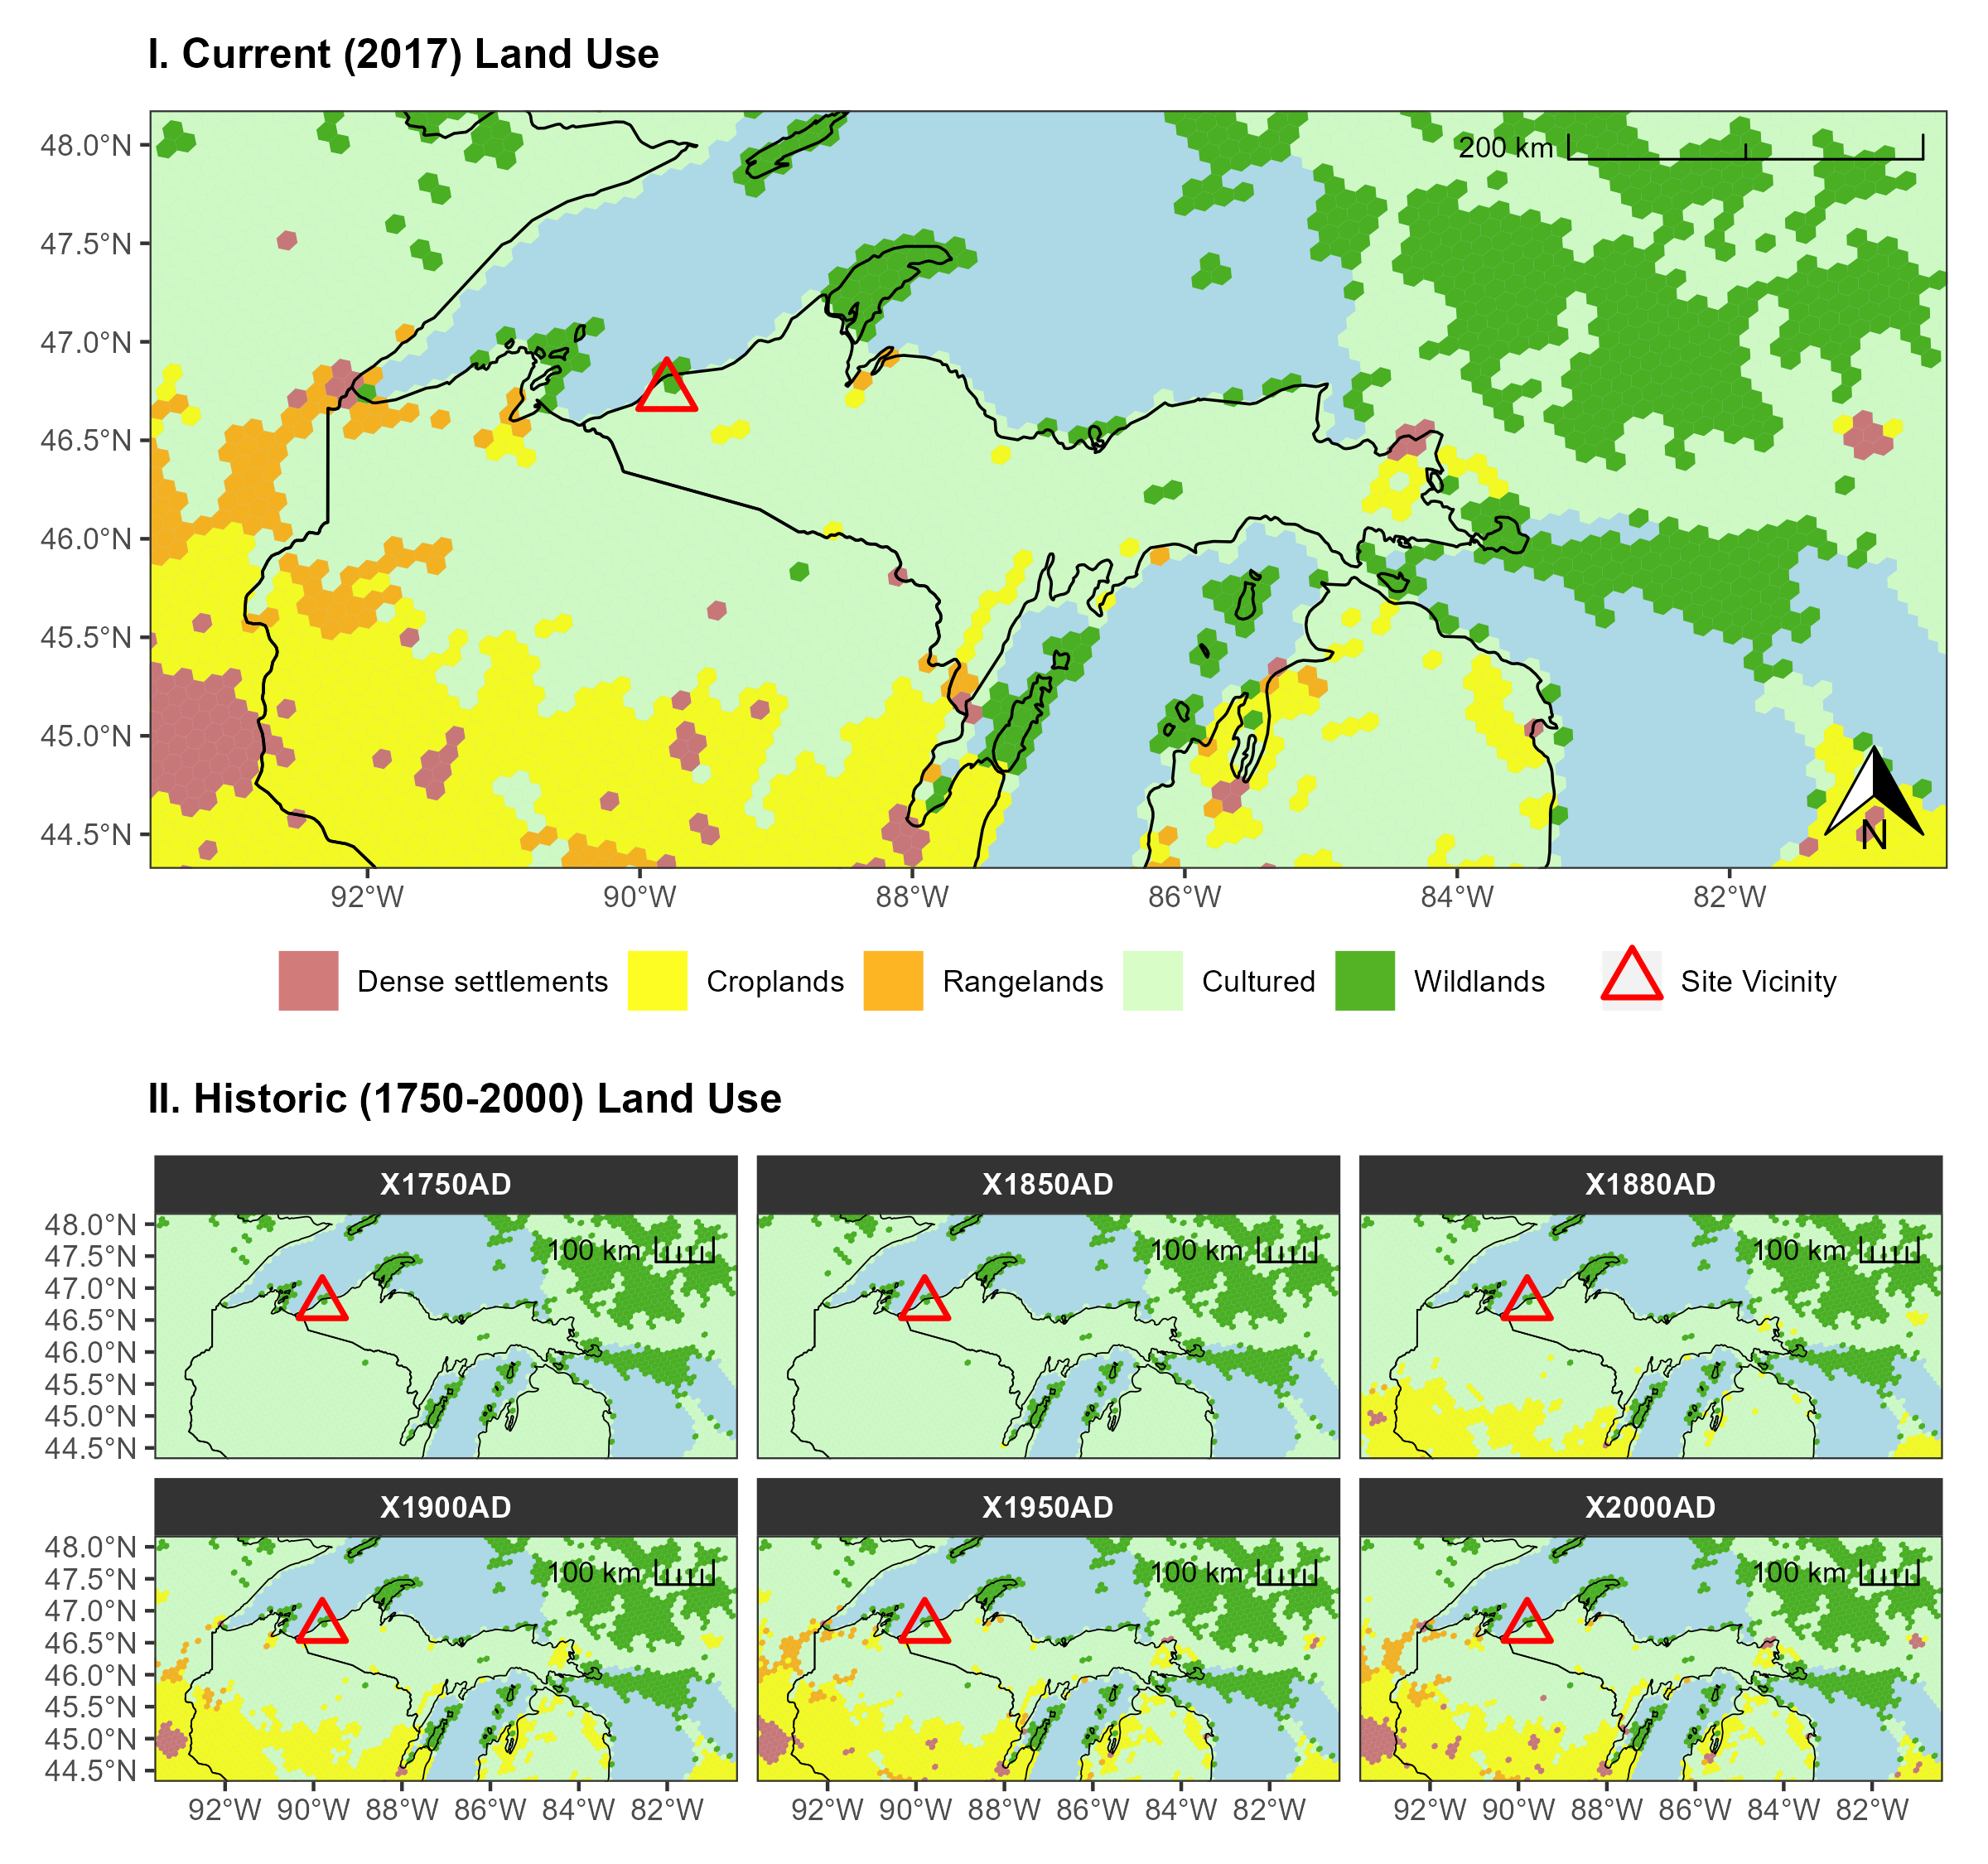 I. Current (2017) Land Use
48.0°N
47.5°N
47.0°N
46.5°N
46.0°N
45.5°N
45.0°N
44.5°N
200 km
N
92°W 90°W 88°W 86°W 84°W 82°W
Dense settlements Croplands Rangelands Cultured Wildlands Site Vicinity
II. Historic (1750-2000) Land Use
X1750AD X1850AD X1880AD
48.0°N
47.5°N
47.0°N
46.5°N
46.0°N
45.5°N
45.0°N
44.5°N
100 km 100 km 100 km
X1900AD X1950AD X2000AD
48.0°N
47.5°N
47.0°N
46.5°N
46.0°N
45.5°N
45.0°N
44.5°N
100 km 100 km 100 km
92°W 90°W 88°W 86°W 84°W 82°W 92°W 90°W 88°W 86°W 84°W 82°W 92°W 90°W 88°W 86°W 84°W 82°W